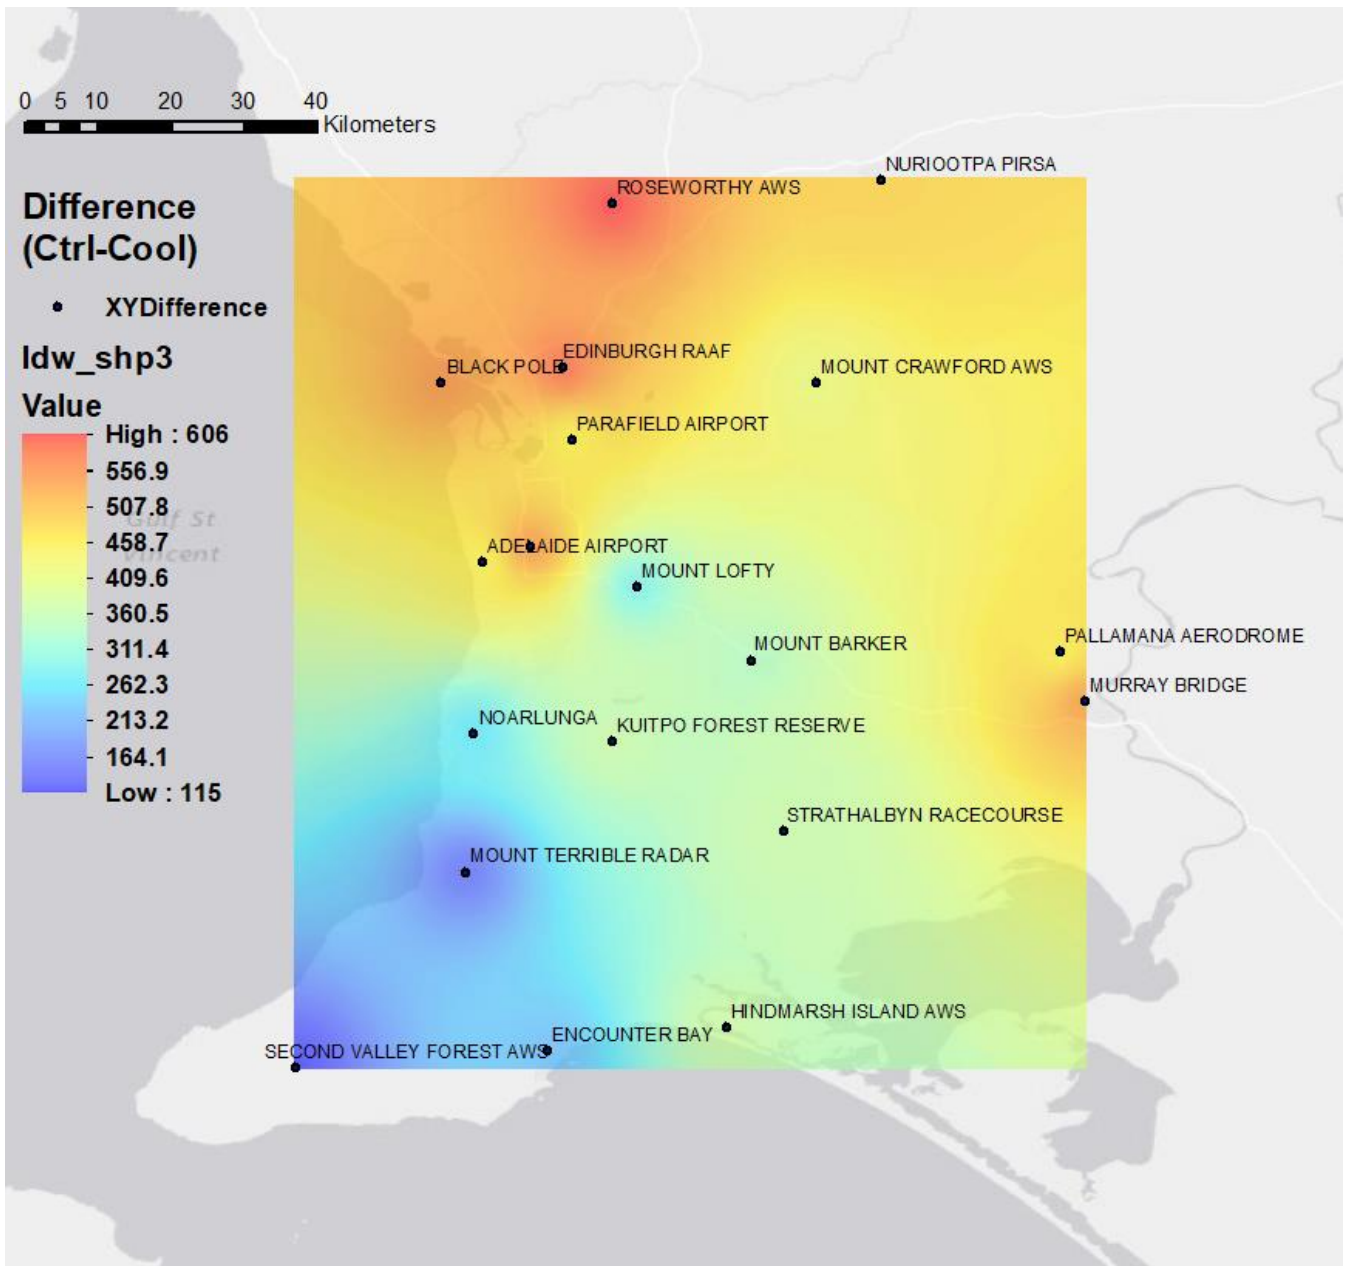 0 5 10 20 30 40
Kilometers
NURIOOTPA PIRSA
ROSEWORTHY AWS
Difference
(Ctrl-Cool)
XYDifference
Idw_shp3
Value
High : 606
556.9
507.8
458.7
409.6
360.5
311.4
262.3
213.2
164.1
Low : 115
Gulf St
Vincent
EDINBURGH RAAF
BLACK POLE
MOUNT CRAWFORD AWS
PARAFIELD AIRPORT
ADELAIDE AIRPORT
MOUNT LOFTY
MOUNT BARKER
PALLAMANA AERODROME
MURRAY BRIDGE
NOARLUNGA
KUITPO FOREST RESERVE
STRATHALBYN RACECOURSE
MOUNT TERRIBLE RADAR
HINDMARSH ISLAND AWS
ENCOUNTER BAY
SECOND VALLEY FOREST AWS